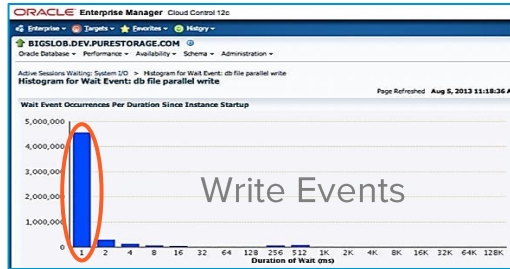 ORACLE Enterprise Manager Cloud Control 12c
Enterprise Targets Favorites History
BIGSLOB.DEV.PURESTORAGE.COM
Oracle Database Performance Availability Schema Administration
Active Sessions Waiting: System I/O > Histogram for Wait Event: db file parallel write
Histogram for Wait Event: db file parallel write
Page Refreshed Aug 5, 2013 11:18:36 A
Wait Event Occurrences Per Duration Since Instance Startup
5,000,000
4,000,000
3,000,000
2,000,000
1,000,000
0
Write Events
1 2 4 8 16 32 64 128 256 512 1K 2K 4K 8K 16K 32K 64K 128K
Duration of Wait (ms)